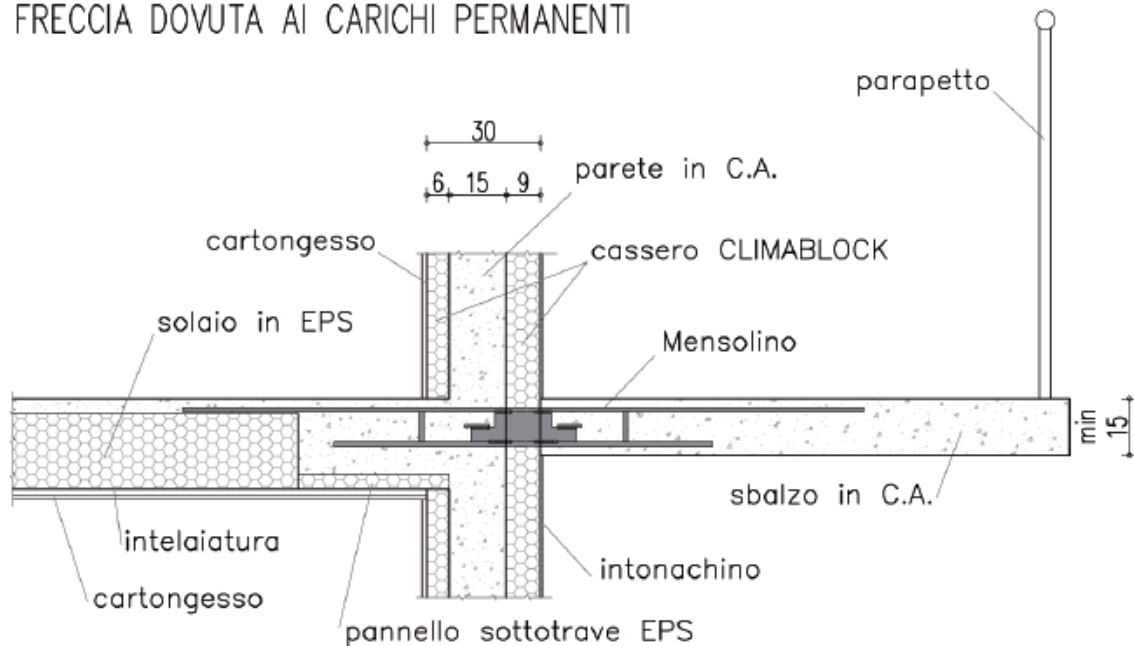 FRECCIA DOVUTA AI CARICHI PERMANENTI
parapetto
30
6 15 9
parete in C.A.
cartongesso
cassero CLIMABLOCK
solaio in EPS
Mensolino
min 15
sbalzo in C.A.
intelaiatura
intonachino
cartongesso
pannello sottotrave EPS